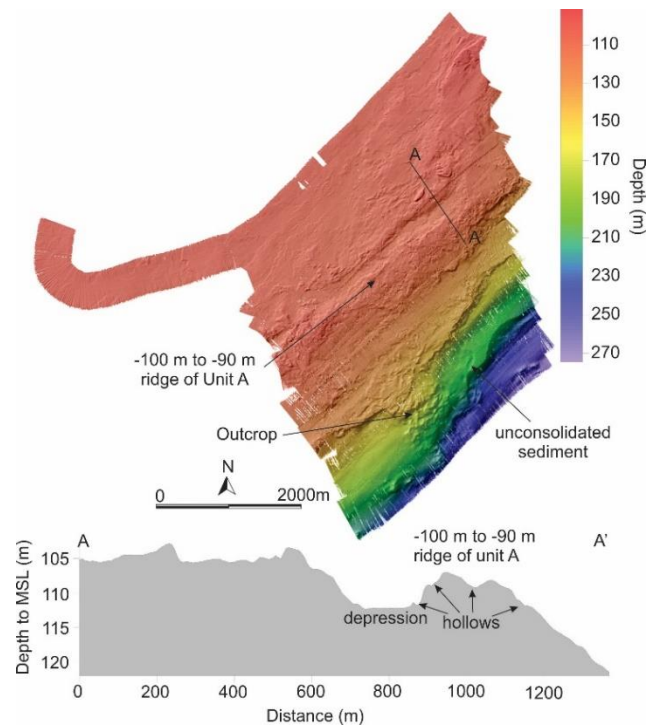 110
130
150
170
190
210
230
250
270
Depth (m)
A
A'
-100 m to -90 m
ridge of Unit A
Outcrop
unconsolidated
sediment
N
0 2000m
A
-100 m to -90 m
ridge of unit A
A'
Depth to MSL (m)
105
110
115
120
depression
hollows
0 200 400 600 800 1000 1200
Distance (m)